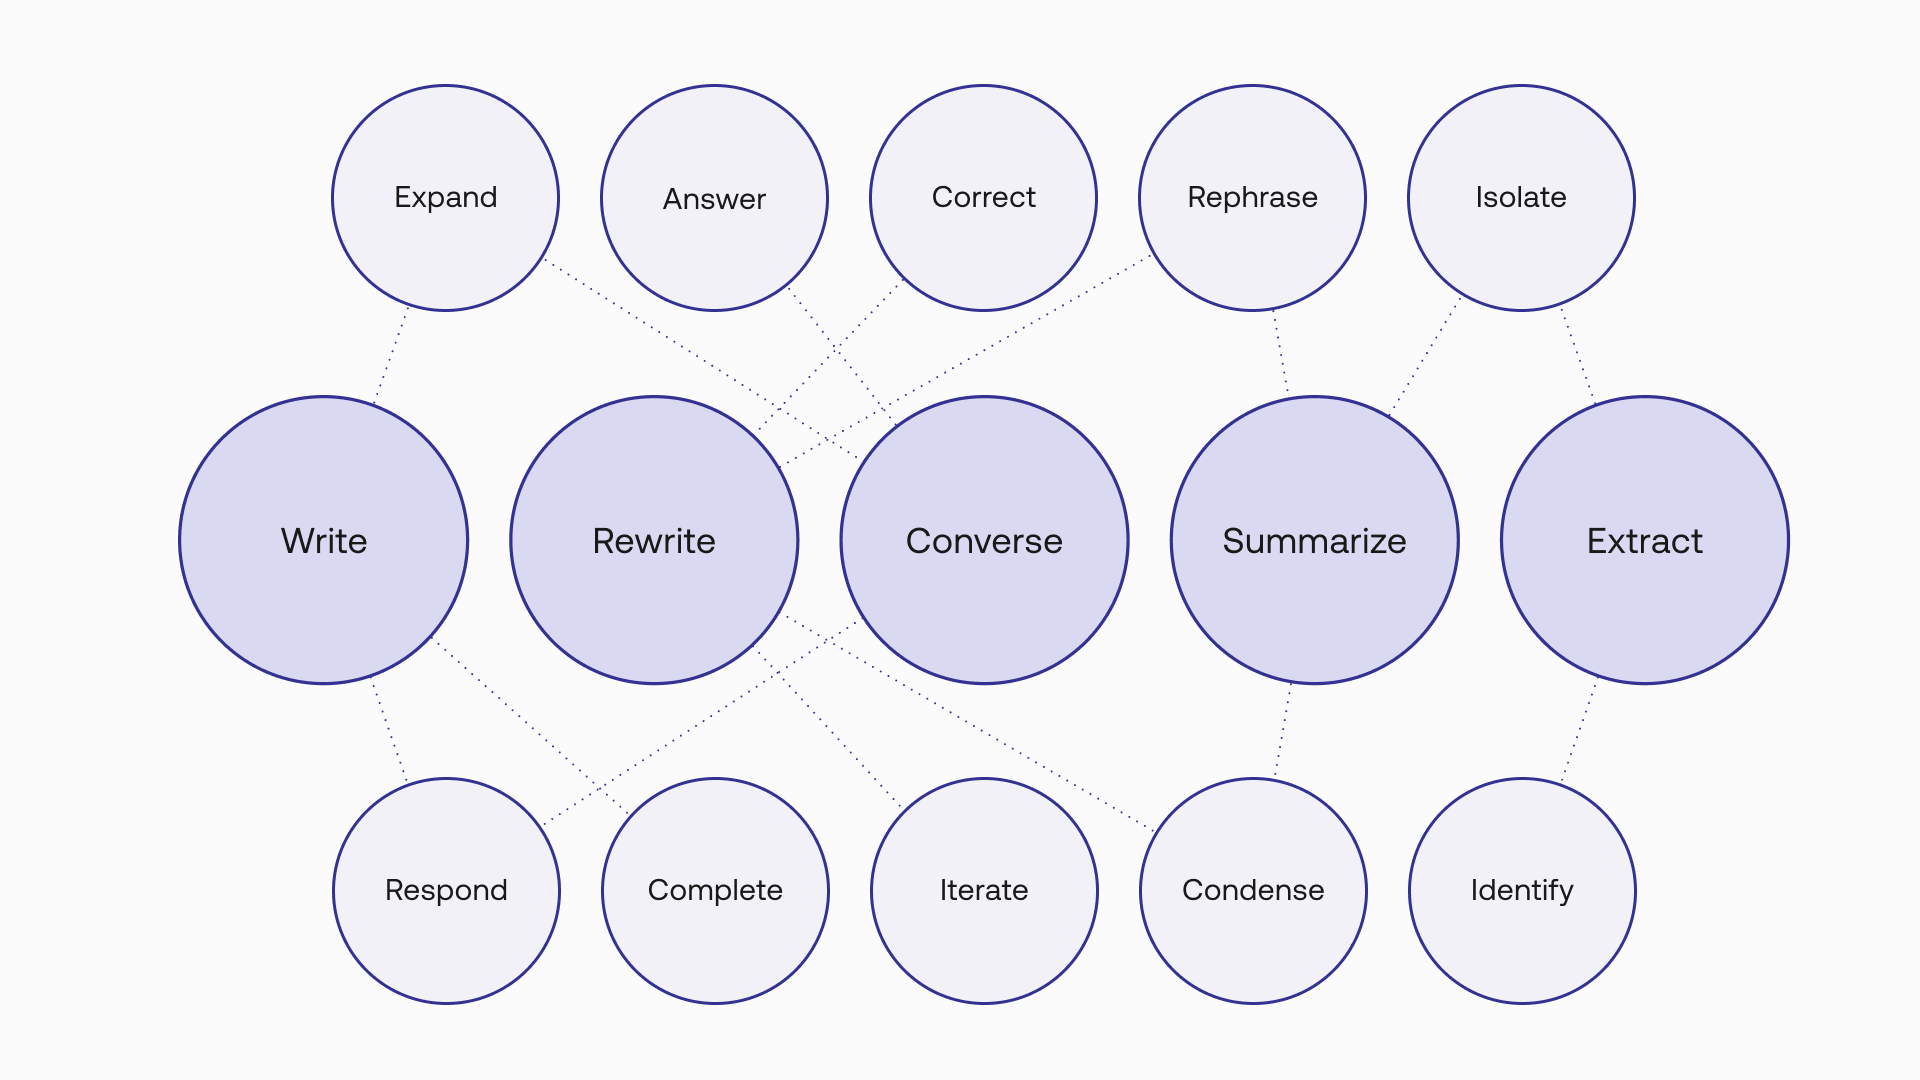 Expand
Answer
Correct
Rephrase
Isolate
Write
Rewrite
Converse
Summarize
Extract
Respond
Complete
Iterate
Condense
Identify